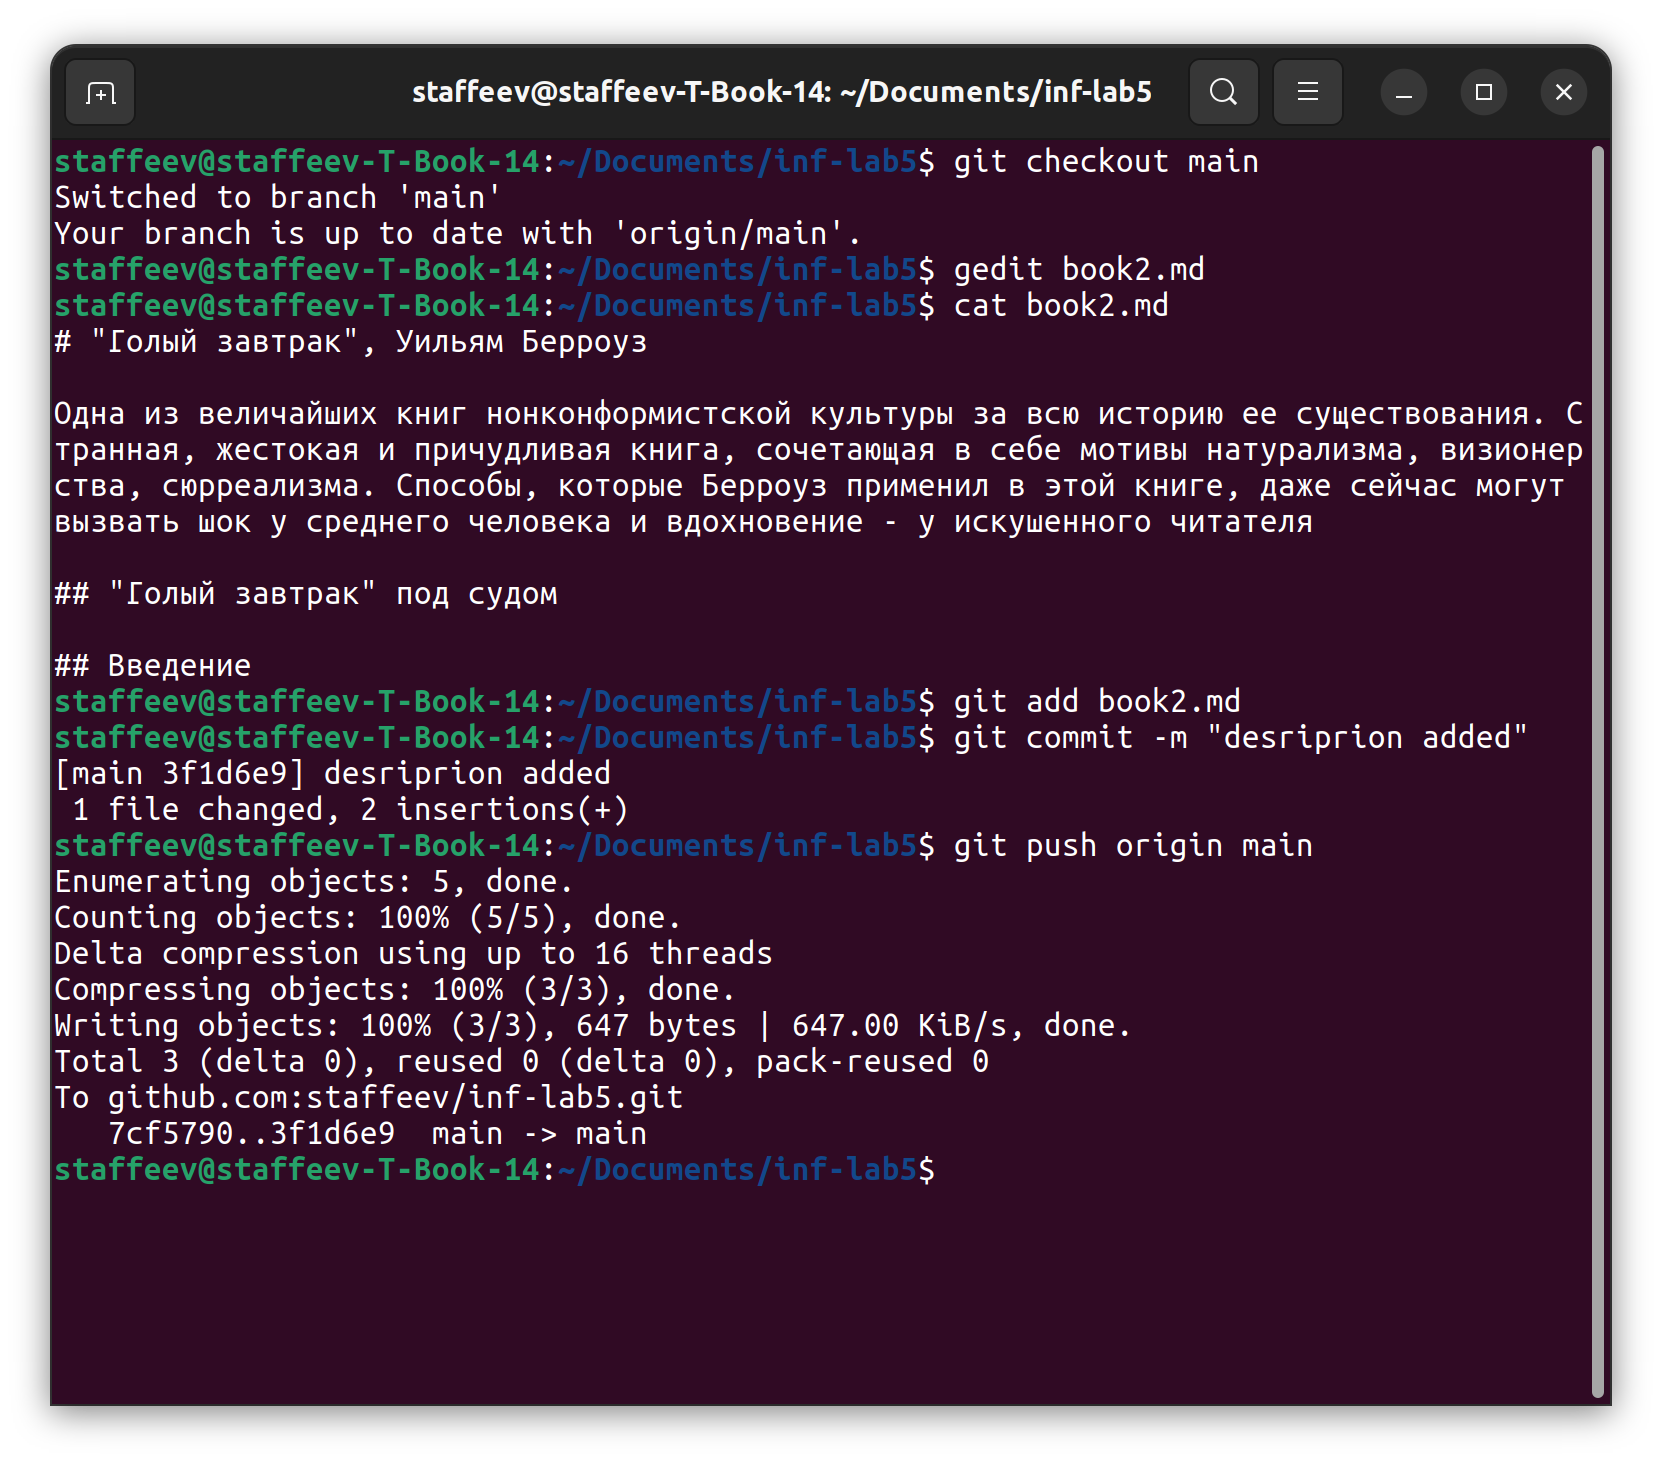 staffeev@staffeev-T-Book-14: ~/Documents/inf-lab5
staffeev@staffeev-T-Book-14:~/Documents/inf-lab5$ git checkout main
Switched to branch 'main'
Your branch is up to date with 'origin/main'.
staffeev@staffeev-T-Book-14:~/Documents/inf-lab5$ gedit book2.md
staffeev@staffeev-T-Book-14:~/Documents/inf-lab5$ cat book2.md
# "Голый завтрак", Уильям Берроуз
Одна из величайших книг нонконформистской культуры за всю историю ее существования. С
транная, жестокая и причудливая книга, сочетающая в себе мотивы натурализма, визионер
ства, сюрреализма. Способы, которые Берроуз применил в этой книге, даже сейчас могут
вызвать шок у среднего человека и вдохновение - у искушенного читателя
## "Голый завтрак" под судом
## Введение
staffeev@staffeev-T-Book-14:~/Documents/inf-lab5$ git add book2.md
staffeev@staffeev-T-Book-14:~/Documents/inf-lab5$ git commit -m "desriprion added"
[main 3f1d6e9] desriprion added
 1 file changed, 2 insertions(+)
staffeev@staffeev-T-Book-14:~/Documents/inf-lab5$ git push origin main
Enumerating objects: 5, done.
Counting objects: 100% (5/5), done.
Delta compression using up to 16 threads
Compressing objects: 100% (3/3), done.
Writing objects: 100% (3/3), 647 bytes | 647.00 KiB/s, done.
Total 3 (delta 0), reused 0 (delta 0), pack-reused 0
To github.com:staffeev/inf-lab5.git
   7cf5790..3f1d6e9  main -> main
staffeev@staffeev-T-Book-14:~/Documents/inf-lab5$